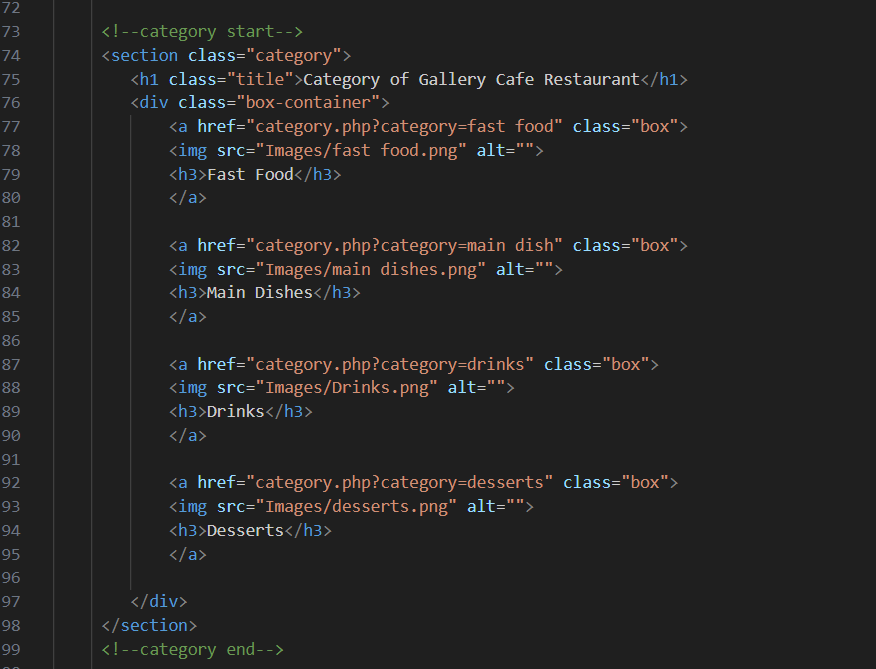 72
73 <!--category start-->
74 <section class="category">
75 <h1 class="title">Category of Gallery Cafe Restaurant</h1>
76 <div class="box-container">
77 <a href="category.php?category=fast food" class="box">
78 <img src="Images/fast food.png" alt="">
79 <h3>Fast Food</h3>
80 </a>
81
82 <a href="category.php?category=main dish" class="box">
83 <img src="Images/main dishes.png" alt="">
84 <h3>Main Dishes</h3>
85 </a>
86
87 <a href="category.php?category=drinks" class="box">
88 <img src="Images/Drinks.png" alt="">
89 <h3>Drinks</h3>
90 </a>
91
92 <a href="category.php?category=desserts" class="box">
93 <img src="Images/desserts.png" alt="">
94 <h3>Desserts</h3>
95 </a>
96
97 </div>
98 </section>
99 <!--category end-->